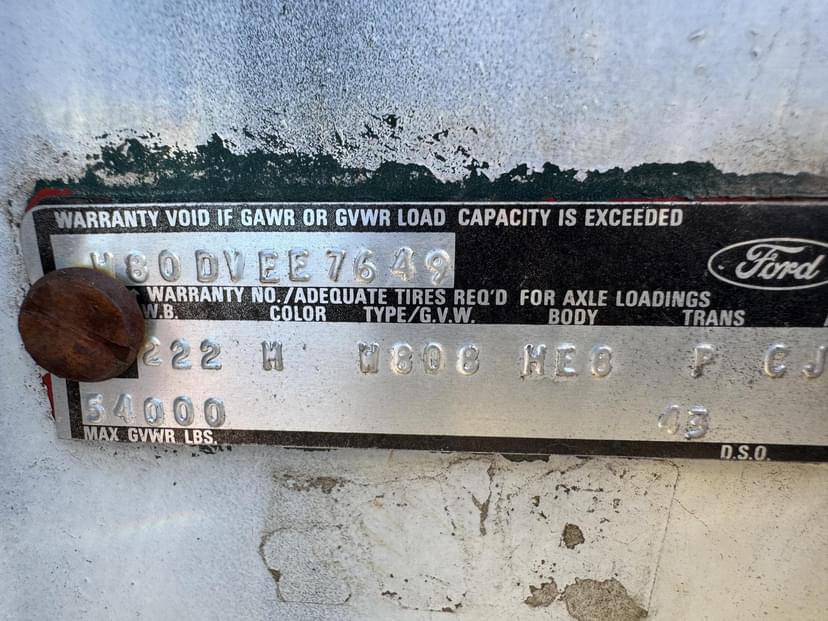 WARRANTY VOID IF GAWR OR GVWR LOAD CAPACITY IS EXCEEDED
W80DVEE7649
Ford
WARRANTY NO./ADEQUATE TIRES REQ'D FOR AXLE LOADINGS
W.B. COLOR TYPE/G.V.W. BODY TRANS
222 M W808 HE8 P CJ
54000 43
MAX GVWR LBS. D.S.O.